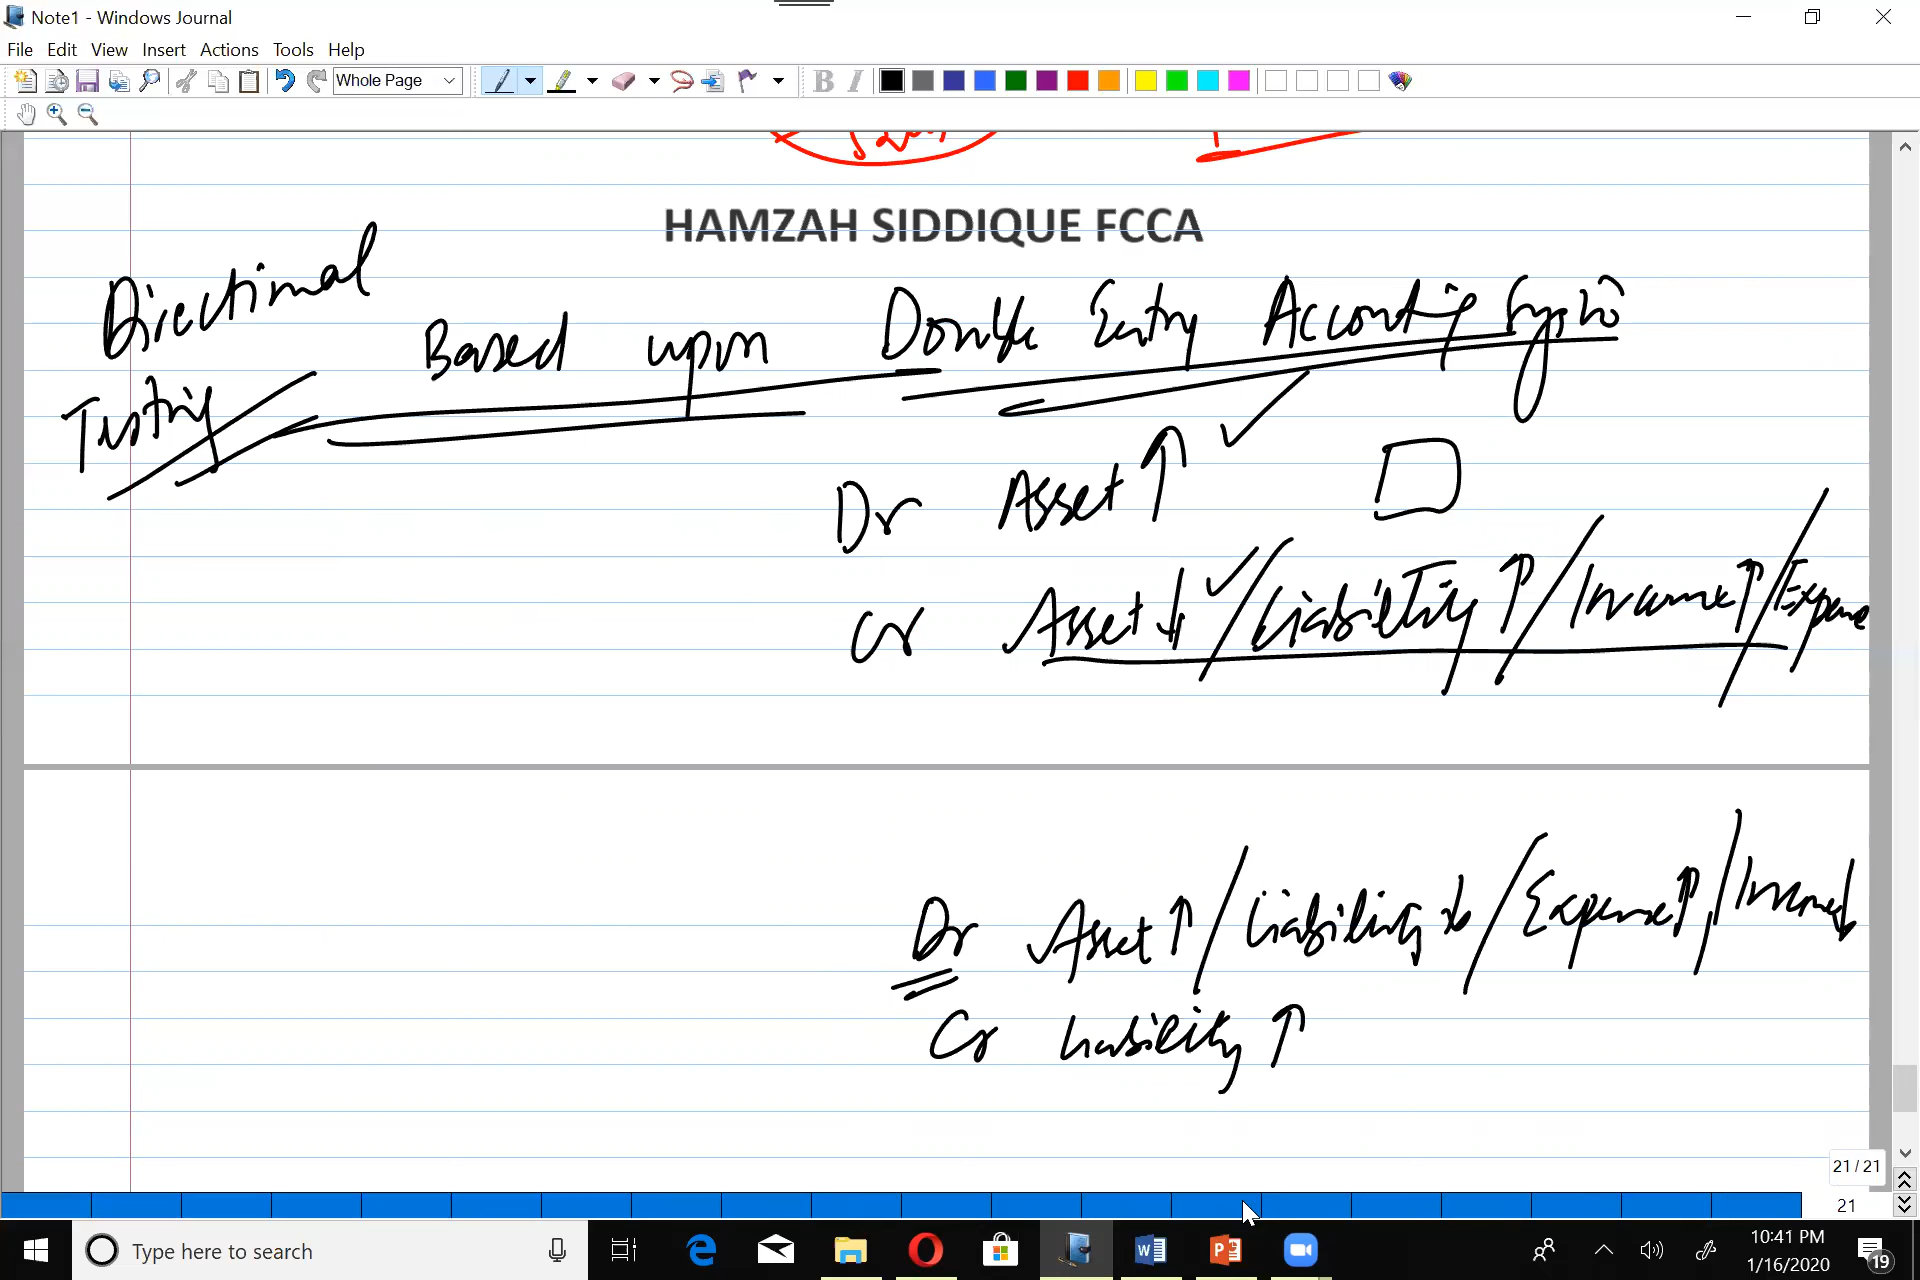 Note1 - Windows Journal
File Edit View Insert Actions Tools Help
Whole Page
HAMZAH SIDDIQUE FCCA
Directional
Testing
Based upon Double Entry Accounting System
Dr Asset ↑ ✓
Cr Asset ↓ ✓ / Liability ↑ / Income ↑ / Expense
Dr Asset ↑ / Liability ↓ / Expense ↑ / Income ↓
Cr Liability ↑
21 / 21
21
Type here to search
10:41 PM
1/16/2020
19